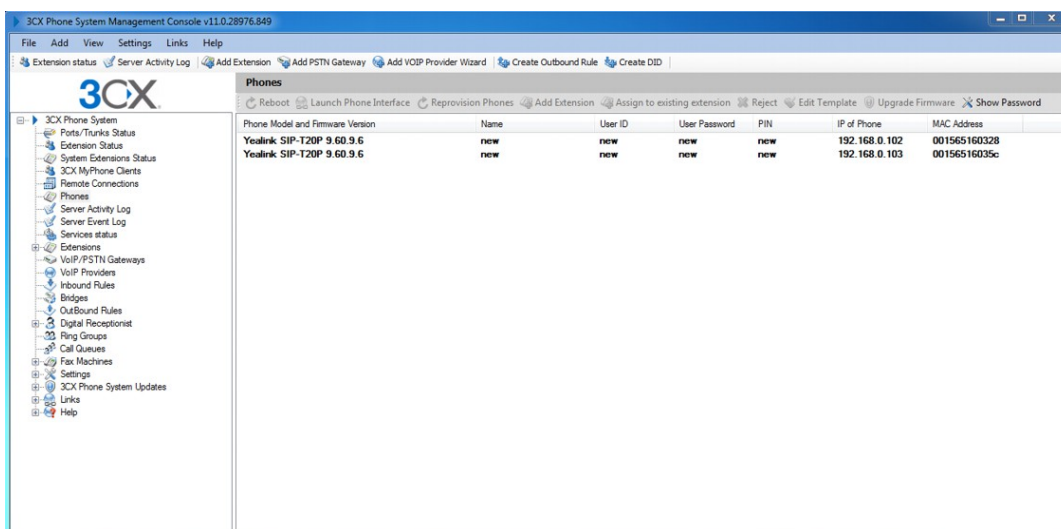 3CX Phone System Management Console v11.0.28976.849
File Add View Settings Links Help
Extension status Server Activity Log Add Extension Add PSTN Gateway Add VOIP Provider Wizard Create Outbound Rule Create DID
3CX
Phones
Reboot Launch Phone Interface Reprovision Phones Add Extension Assign to existing extension Reject Edit Template Upgrade Firmware Show Password
Phone Model and Firmware Version Name User ID User Password PIN IP of Phone MAC Address
Yealink SIP-T20P 9.60.9.6 new new new new 192.168.0.102 001565160328
Yealink SIP-T20P 9.60.9.6 new new new new 192.168.0.103 00156516035c
3CX Phone System
Ports/Trunks Status
Extension Status
System Extensions Status
3CX MyPhone Clients
Remote Connections
Phones
Server Activity Log
Server Event Log
Services status
Extensions
VoIP/PSTN Gateways
VoIP Providers
Inbound Rules
Bridges
OutBound Rules
Digital Receptionist
Ring Groups
Call Queues
Fax Machines
Settings
3CX Phone System Updates
Links
Help